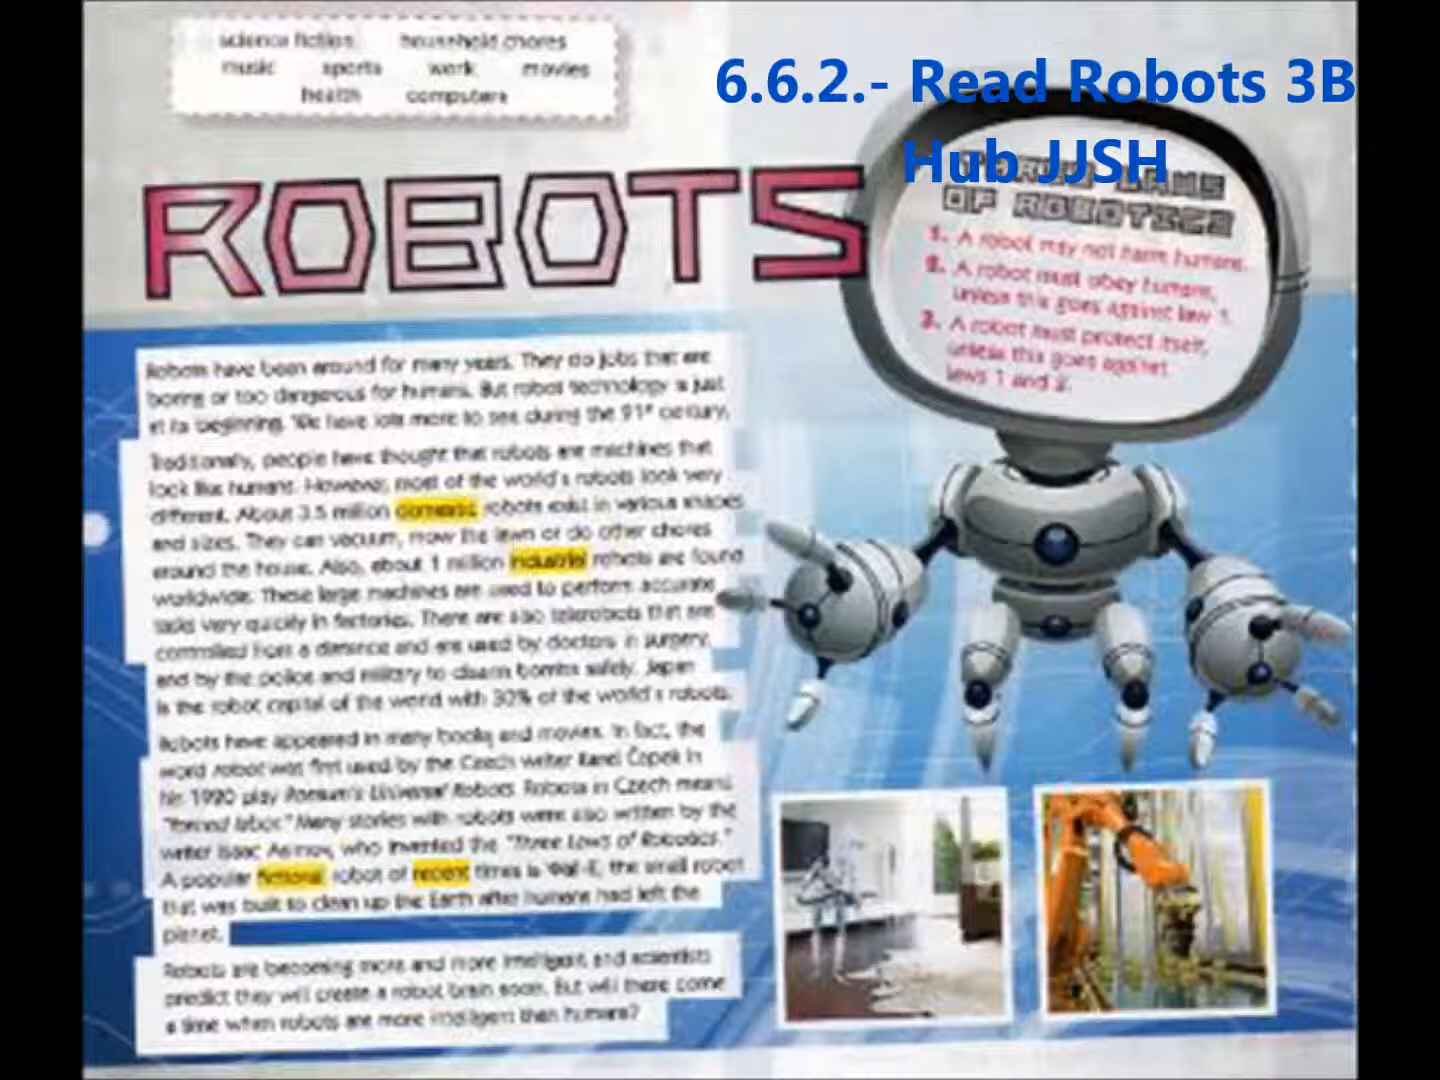 science fiction household chores
music sports work movies
health computers
6.6.2.- Read Robots 3B
Hub JJSH
ROBOTS
THREE LAWS
OF ROBOTICS
1. A robot may not harm humans.
2. A robot must obey humans,
unless this goes against law 1.
3. A robot must protect itself,
unless this goes against
laws 1 and 2.
Robots have been around for many years. They do jobs that are
boring or too dangerous for humans. But robot technology is just
at its beginning. We have lots more to see during the century.
Traditionally, people have thought that robots are machines that
look like humans. However, most of the world's robots look very
different. About 3.5 million domestic robots exist in various shapes
and sizes. They can vacuum, mow the lawn or do other chores
around the house. Also, about 1 million industrial robots are found
worldwide. These large machines are used to perform accurate
tasks very quickly in factories. There are also telerobots that are
controlled from a distance and are used by doctors in surgery,
and by the police and military to disarm bombs safely. Japan
is the robot capital of the world with 30% of the world's robots.
Robots have appeared in many books and movies. In fact, the
word robot was first used by the Czech writer Karel Čapek in
his play Rossum's Universal Robots. Robota in Czech means
"forced labor." Many stories with robots were also written by the
writer Isaac Asimov, who invented the "Three Laws of Robotics."
A popular fictional robot of recent times is Wall-E, the small robot
that was built to clean up the Earth after humans had left the
planet.
Robots are becoming more and more intelligent and scientists
predict they will create a robot brain soon. But will there come
a time when robots are more intelligent than humans?